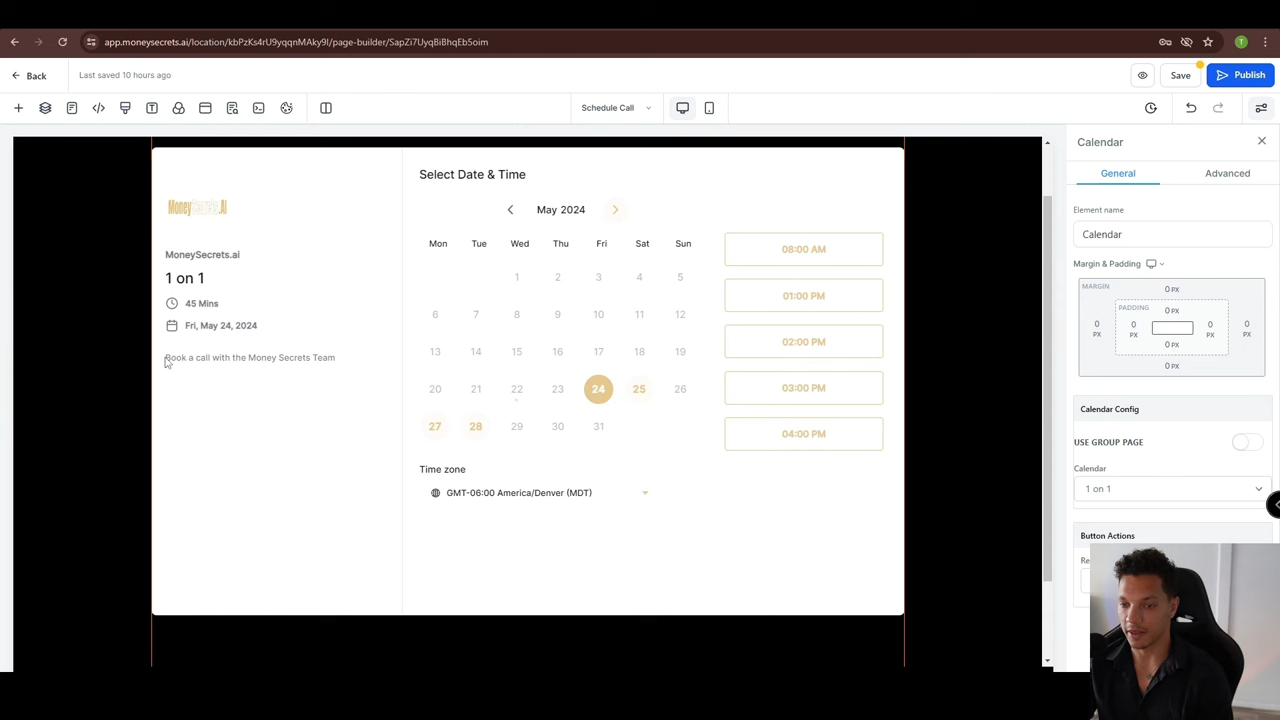 app.moneysecrets.ai/location/kbPzKs4rU9yqqnMAky9I/page-builder/SapZi7UyqBiBhqEb5oim
T
Back
Last saved 10 hours ago
Save
Publish
Schedule Call
MoneySecrets.AI
MoneySecrets.ai
1 on 1
45 Mins
Fri, May 24, 2024
Book a call with the Money Secrets Team
Select Date & Time
May 2024
Mon Tue Wed Thu Fri Sat Sun
1 2 3 4 5
6 7 8 9 10 11 12
13 14 15 16 17 18 19
20 21 22 23 24 25 26
27 28 29 30 31
08:00 AM
01:00 PM
02:00 PM
03:00 PM
04:00 PM
Time zone
GMT-06:00 America/Denver (MDT)
Calendar
General Advanced
Element name
Calendar
Margin & Padding
MARGIN
0 PX
PADDING
0 PX
0 PX
0 PX
0 PX
0 PX
0 PX
0 PX
Calendar Config
USE GROUP PAGE
Calendar
1 on 1
Button Actions